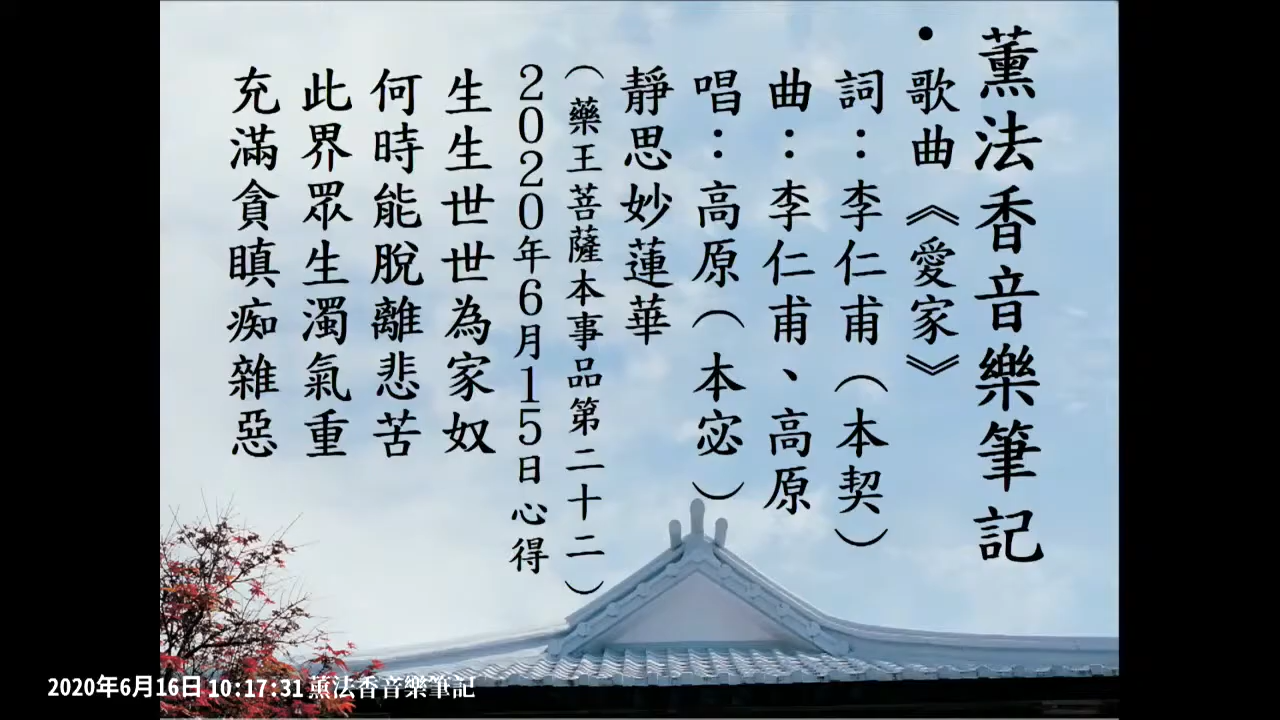 薰法香音樂筆記
•歌曲《愛家》
詞：李仁甫（本契）
曲：李仁甫、高原
唱：高原（本宓）
靜思妙蓮華
（藥王菩薩本事品第二十二）
2020年6月15日心得
生生世世為家奴
何時能脫離悲苦
此界眾生濁氣重
充滿貪瞋痴雜惡
2020年6月16日 10:17:31 薰法香音樂筆記